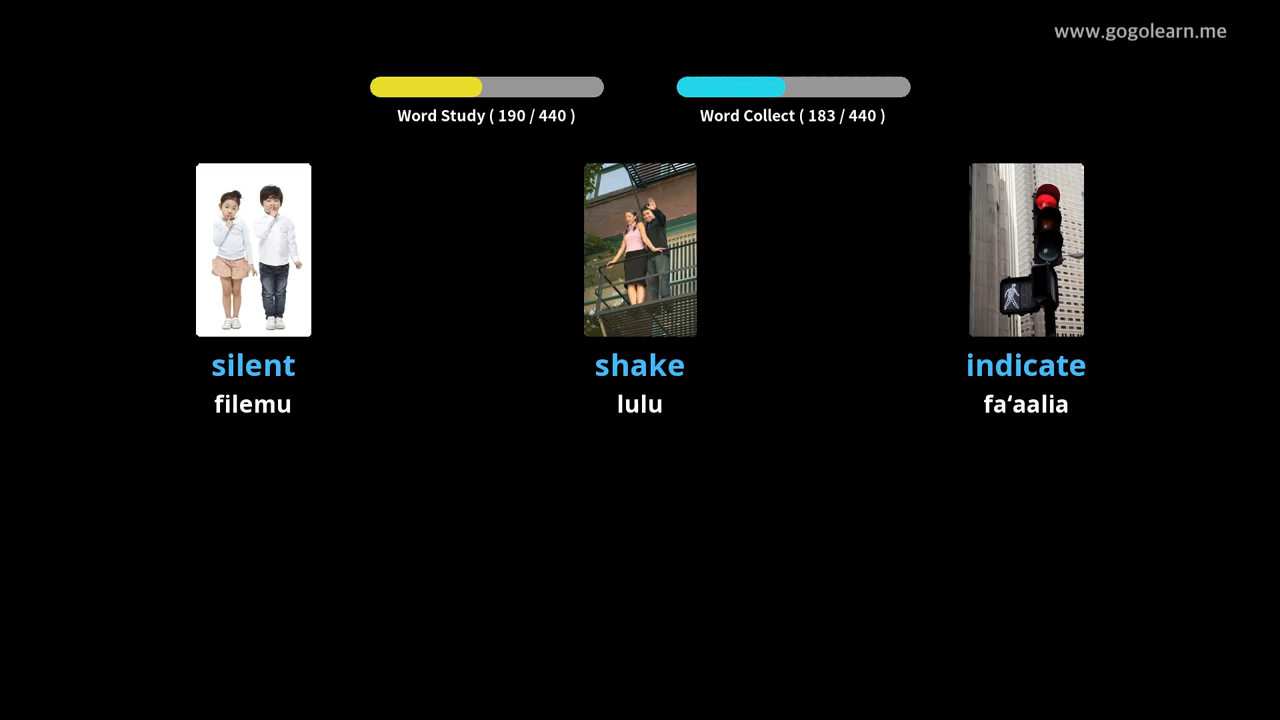 www.gogolearn.me
Word Study ( 190 / 440 )
Word Collect ( 183 / 440 )
silent
shake
indicate
filemu
lulu
fa‘aalia